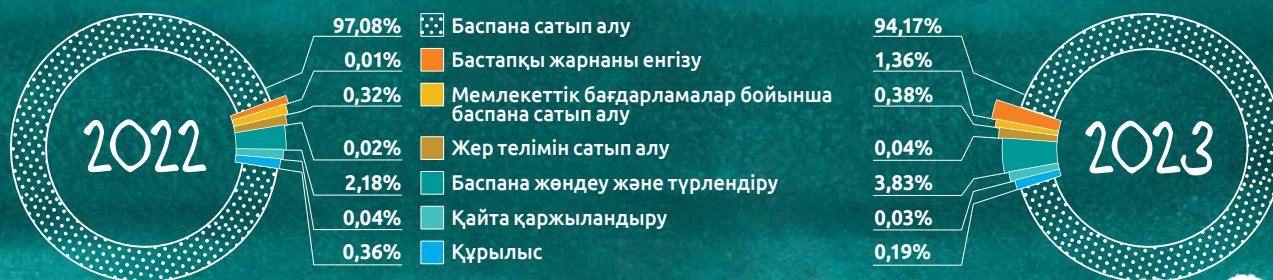 2022
97,08% Баспана сатып алу 94,17%
0,01% Бастапқы жарнаны енгізу 1,36%
0,32% Мемлекеттік бағдарламалар бойынша 0,38%
баспана сатып алу
0,02% Жер телімін сатып алу 0,04%
2,18% Баспана жөндеу және түрлендіру 3,83%
0,04% Қайта қаржыландыру 0,03%
0,36% Құрылыс 0,19%
2023